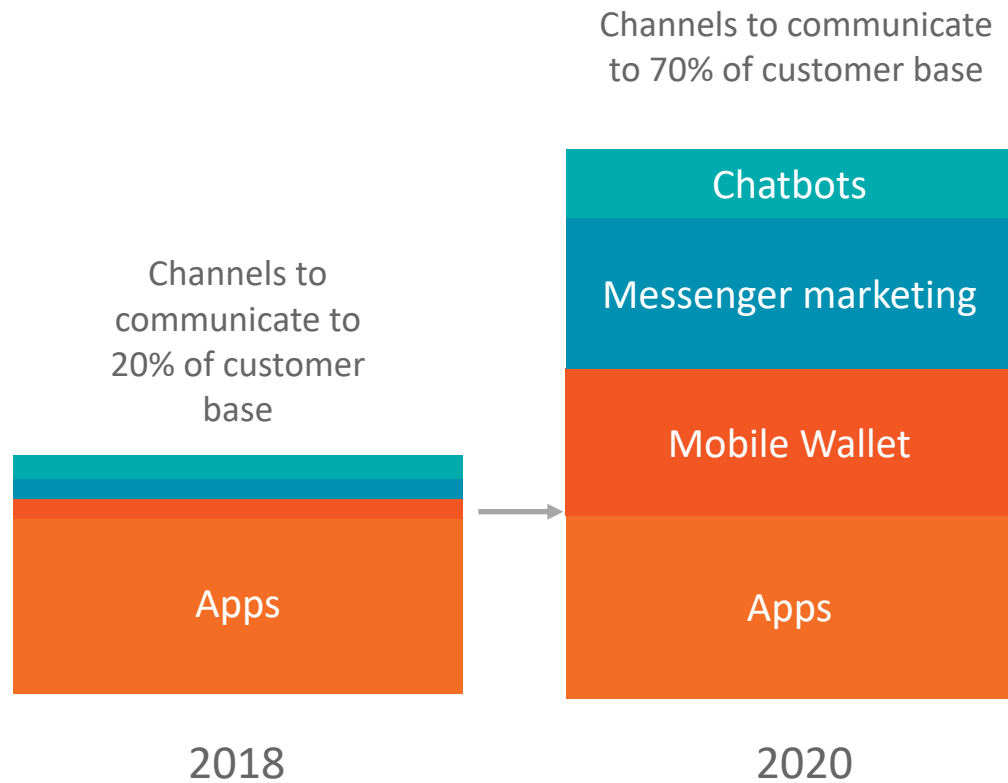 Channels to communicate
to 70% of customer base
Chatbots
Messenger marketing
Mobile Wallet
Apps
2020
Channels to
communicate to
20% of customer
base
Apps
2018